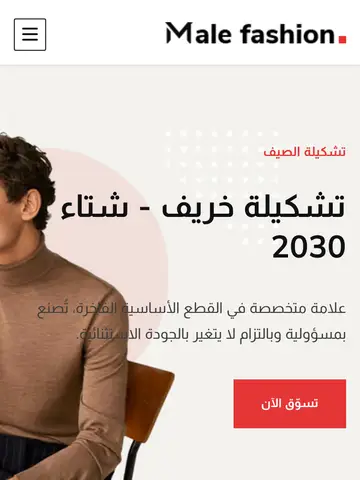 Male fashion.
تشكيلة الصيف
تشكيلة خريف - شتاء
2030
علامة متخصصة في القطع الأساسية الفاخرة، تُصنع
بمسؤولية وبالتزام لا يتغير بالجودة الاستثنائية.
تسوّق الآن